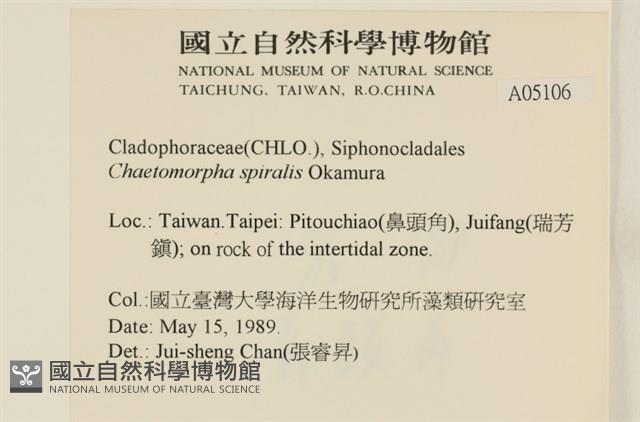 國立自然科學博物館
NATIONAL MUSEUM OF NATURAL SCIENCE
TAICHUNG, TAIWAN, R.O.CHINA
A05106
Cladophoraceae(CHLO.), Siphonocladales
Chaetomorpha spiralis Okamura
Loc.: Taiwan.Taipei: Pitouchiao(鼻頭角), Juifang(瑞芳
鎭); on rock of the intertidal zone.
Col.:國立臺灣大學海洋生物研究所藻類研究室
Date: May 15, 1989.
Det.: Jui-sheng Chan(張睿昇)
國立自然科學博物館
NATIONAL MUSEUM OF NATURAL SCIENCE